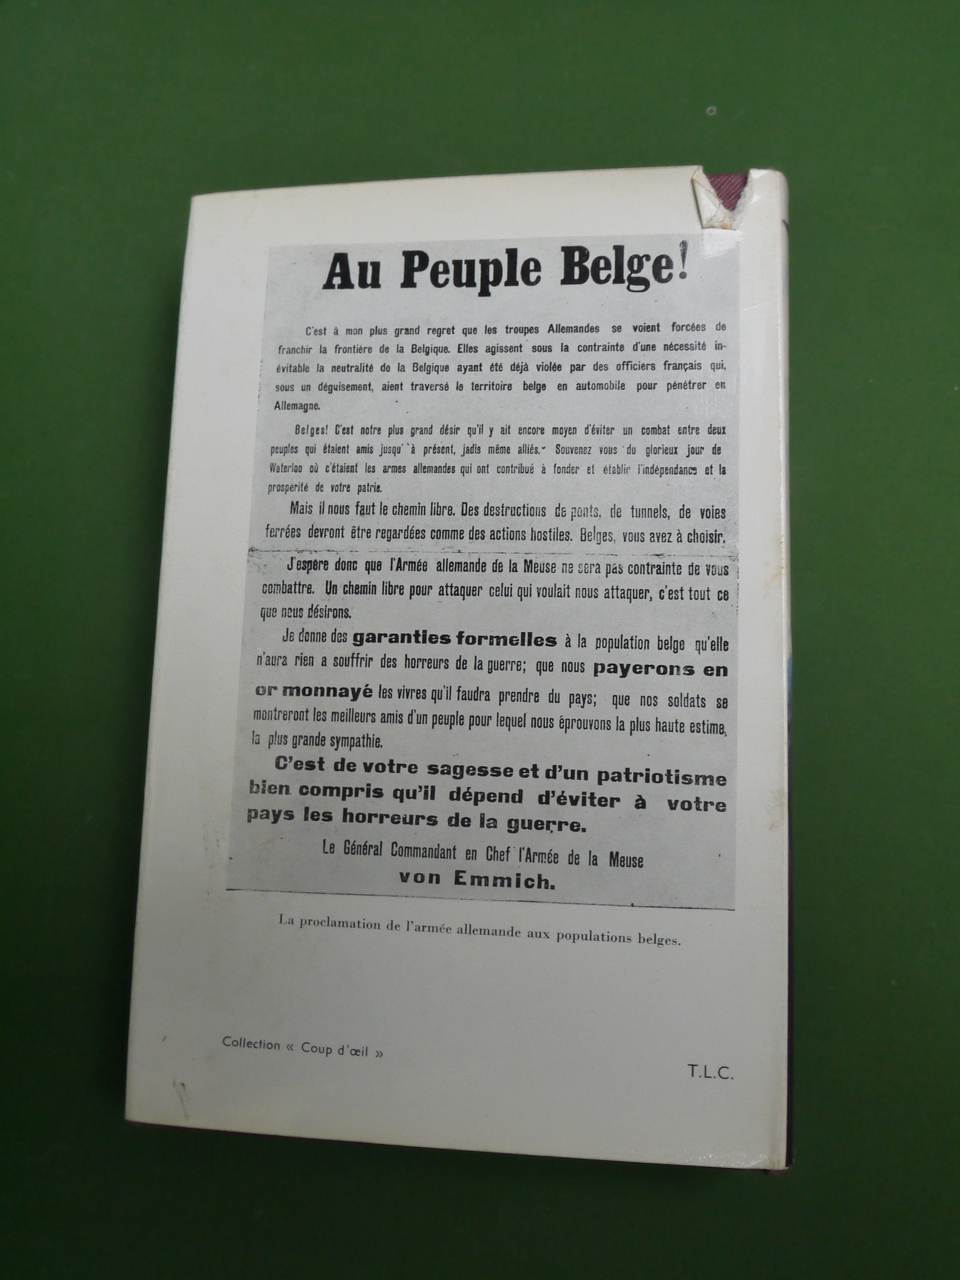 Au Peuple Belge!
C'est à mon plus grand regret que les troupes Allemandes se voient forcées de
franchir la frontière de la Belgique. Elles agissent sous la contrainte d'une nécessité in-
évitable la neutralité de la Belgique ayant été déjà violée par des officiers français qui,
sous un déguisement, aient traversé le territoire belge en automobile pour pénétrer en
Allemagne.
Belges! C'est notre plus grand désir qu'il y ait encore moyen d'éviter un combat entre deux
peuples qui étaient amis jusqu'à présent, jadis même alliés. Souvenez vous du glorieux jour de
Waterloo où c'étaient les armes allemandes qui ont contribué à fonder et établir l'indépendance et la
prospérité de votre patrie.
Mais il nous faut le chemin libre. Des destructions de ponts, de tunnels, de voies
ferrées devront être regardées comme des actions hostiles. Belges, vous avez à choisir.
J'espère donc que l'Armée allemande de la Meuse ne sera pas contrainte de vous
combattre. Un chemin libre pour attaquer celui qui voulait nous attaquer, c'est tout ce
que nous désirons.
Je donne des garanties formelles à la population belge qu'elle
n'aura rien a souffrir des horreurs de la guerre; que nous payerons en
or monnayé les vivres qu'il faudra prendre du pays; que nos soldats se
montreront les meilleurs amis d'un peuple pour lequel nous éprouvons la plus haute estime,
la plus grande sympathie.
C'est de votre sagesse et d'un patriotisme
bien compris qu'il dépend d'éviter à votre
pays les horreurs de la guerre.
Le Général Commandant en Chef l'Armée de la Meuse
von Emmich.
La proclamation de l'armée allemande aux populations belges.
Collection « Coup d'œil »
T.L.C.